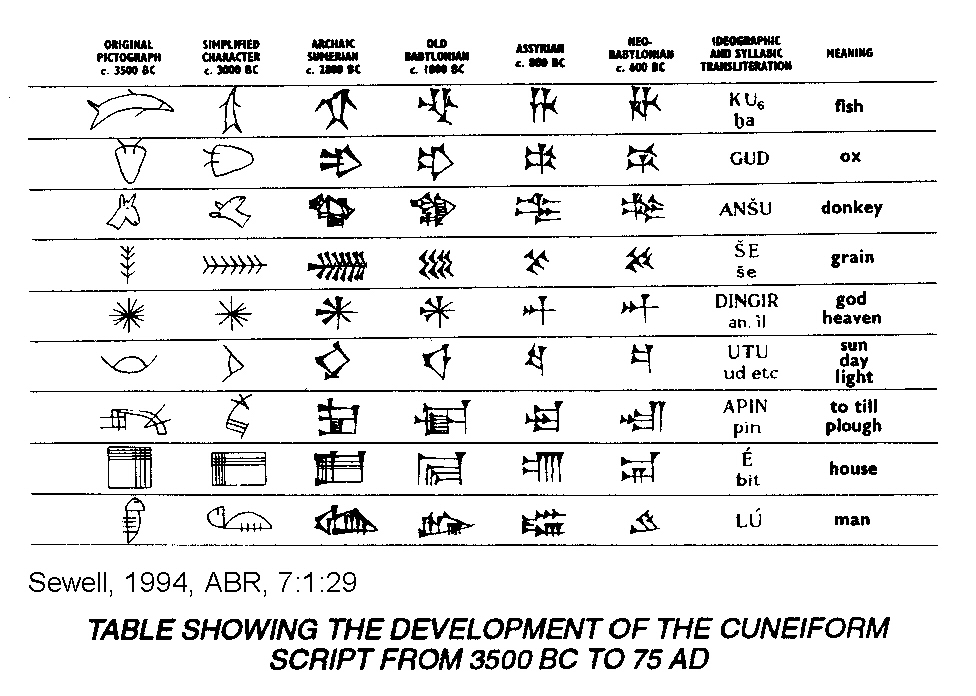 ORIGINAL PICTOGRAPH c. 3500 BC
SIMPLIFIED CHARACTER c. 3000 BC
ARCHAIC SUMERIAN c. 2800 BC
OLD BABYLONIAN c. 1800 BC
ASSYRIAN c. 800 BC
NEO-BABYLONIAN c. 600 BC
IDEOGRAPHIC AND SYLLABIC TRANSLITERATION
MEANING
KU₆
ḫa
fish
GUD
ox
ANŠU
donkey
ŠE
še
grain
DINGIR
an. il
god
heaven
UTU
ud etc
sun
day
light
APIN
pin
to till
plough
É
bit
house
LÚ
man
Sewell, 1994, ABR, 7:1:29
TABLE SHOWING THE DEVELOPMENT OF THE CUNEIFORM
SCRIPT FROM 3500 BC TO 75 AD